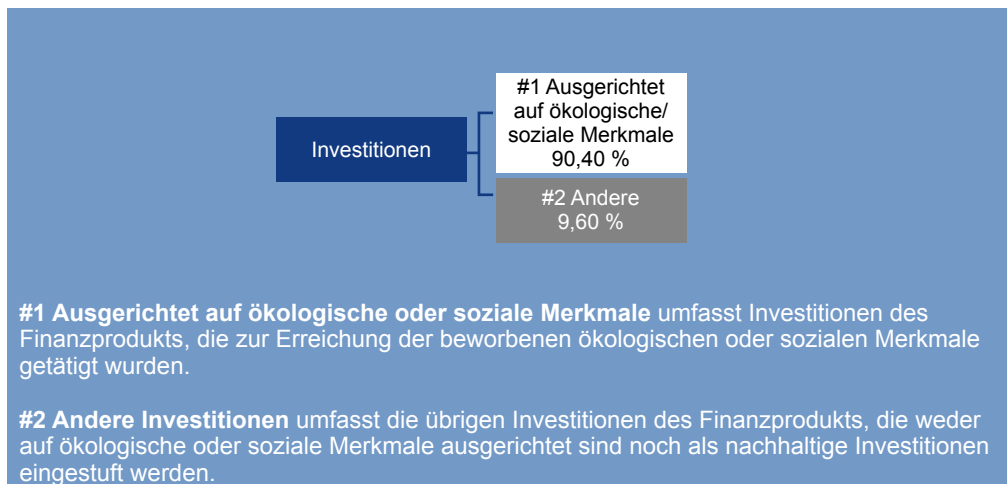 #1 Ausgerichtet
auf ökologische/
soziale Merkmale
90,40 %
Investitionen
#2 Andere
9,60 %
#1 Ausgerichtet auf ökologische oder soziale Merkmale umfasst Investitionen des
Finanzprodukts, die zur Erreichung der beworbenen ökologischen oder sozialen Merkmale
getätigt wurden.
#2 Andere Investitionen umfasst die übrigen Investitionen des Finanzprodukts, die weder
auf ökologische oder soziale Merkmale ausgerichtet sind noch als nachhaltige Investitionen
eingestuft werden.